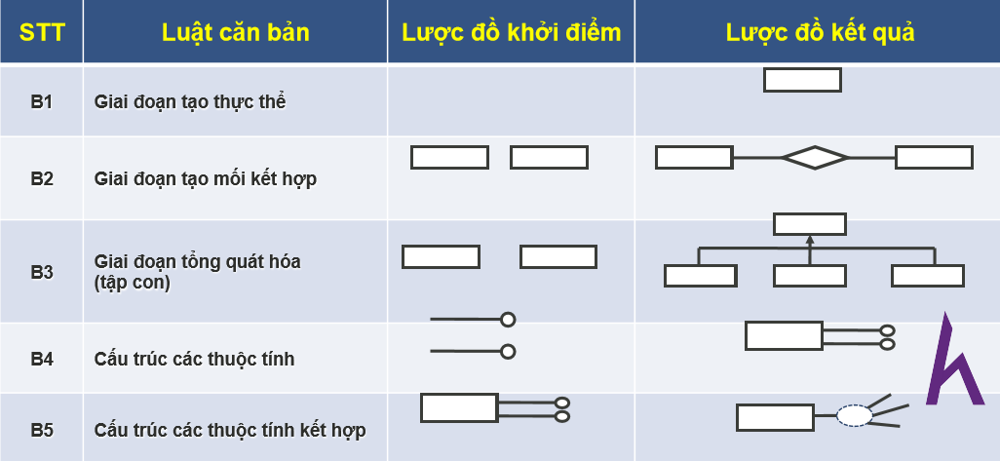 STT Luật căn bản Lược đồ khởi điểm Lược đồ kết quả
B1 Giai đoạn tạo thực thể
B2 Giai đoạn tạo mối kết hợp
B3 Giai đoạn tổng quát hóa
(tập con)
B4 Cấu trúc các thuộc tính
B5 Cấu trúc các thuộc tính kết hợp